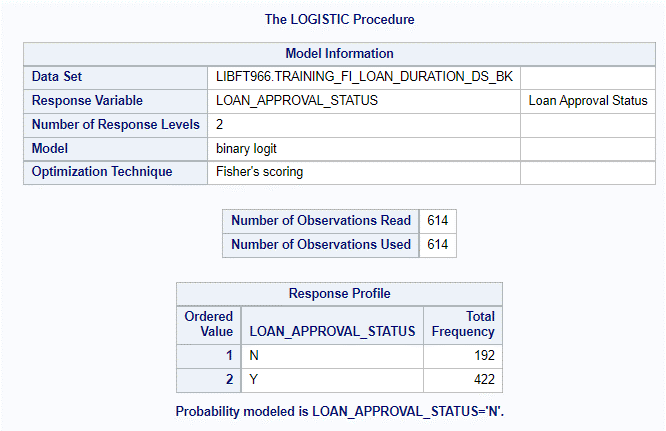 The LOGISTIC Procedure
Model Information
Data Set LIBFT966.TRAINING_FI_LOAN_DURATION_DS_BK
Response Variable LOAN_APPROVAL_STATUS Loan Approval Status
Number of Response Levels 2
Model binary logit
Optimization Technique Fisher's scoring
Number of Observations Read 614
Number of Observations Used 614
Response Profile
Ordered Value LOAN_APPROVAL_STATUS Total Frequency
1 N 192
2 Y 422
Probability modeled is LOAN_APPROVAL_STATUS='N'.